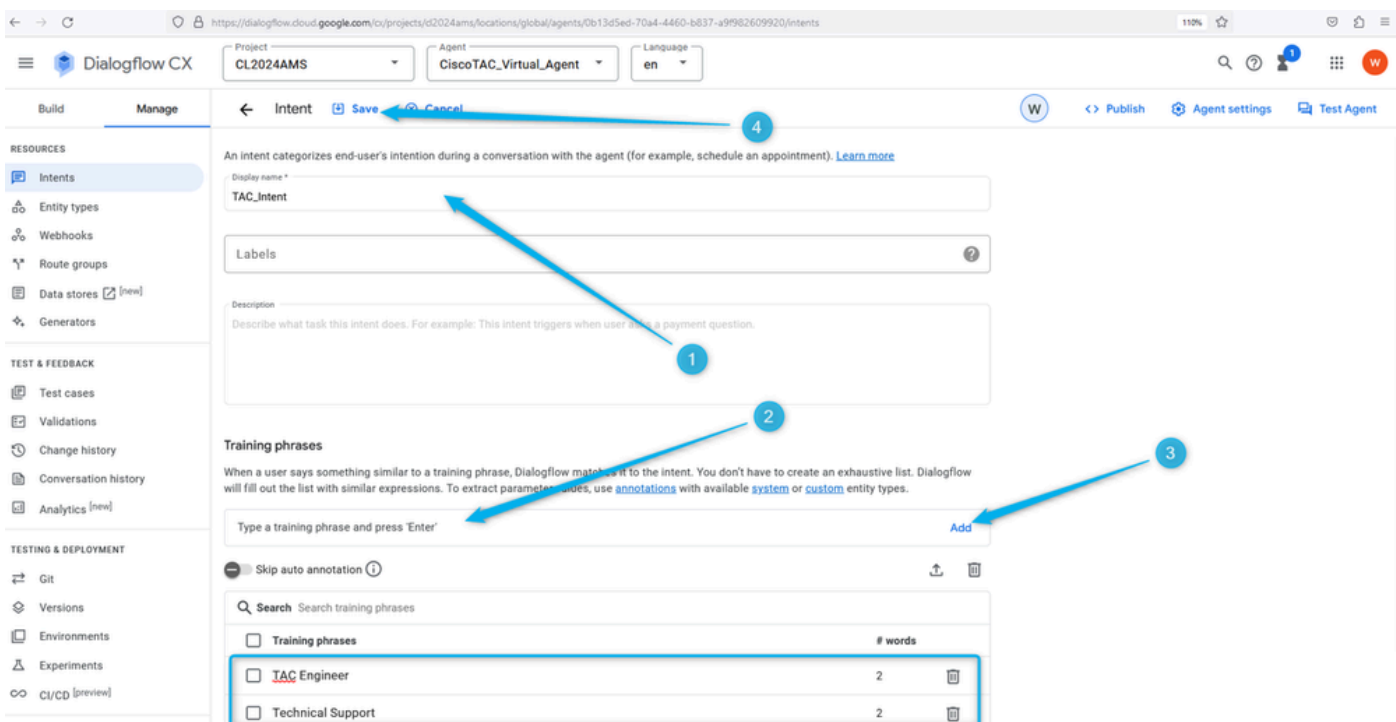 https://dialogflow.cloud.google.com/cx/projects/cl2024ams/locations/global/agents/0b13d5ed-70a4-4460-b837-a9f982609920/intents 110%
Dialogflow CX
Project
CL2024AMS
Agent
CiscoTAC_Virtual_Agent
Language
en
1
W
Build Manage
Intent Save Cancel
W Publish Agent settings Test Agent
4
RESOURCES
Intents
Entity types
Webhooks
Route groups
Data stores [new]
Generators
TEST & FEEDBACK
Test cases
Validations
Change history
Conversation history
Analytics [new]
TESTING & DEPLOYMENT
Git
Versions
Environments
Experiments
CI/CD [preview]
An intent categorizes end-user's intention during a conversation with the agent (for example, schedule an appointment). Learn more
Display name *
TAC_Intent
Labels
Description
Describe what task this intent does. For example: This intent triggers when user asks a payment question.
1
2
Training phrases
3
When a user says something similar to a training phrase, Dialogflow matches it to the intent. You don't have to create an exhaustive list. Dialogflow
will fill out the list with similar expressions. To extract parameter values, use annotations with available system or custom entity types.
Type a training phrase and press 'Enter' Add
Skip auto annotation
Search Search training phrases
Training phrases # words
TAC Engineer 2
Technical Support 2